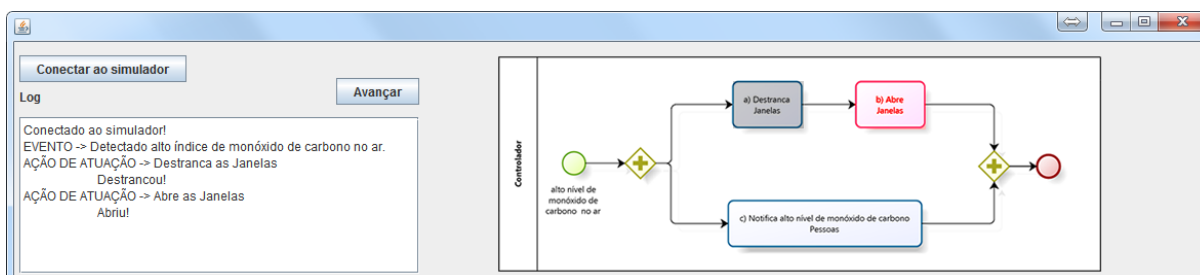 Conectar ao simulador
Log
Avançar
Conectado ao simulador!
EVENTO -> Detectado alto índice de monóxido de carbono no ar.
AÇÃO DE ATUAÇÃO -> Destranca as Janelas
Destrancou!
AÇÃO DE ATUAÇÃO -> Abre as Janelas
Abriu!
Controlador
alto nível de
monóxido de
carbono no ar
a) Destranca
Janelas
b) Abre
Janelas
c) Notifica alto nível de monóxido de carbono
Pessoas